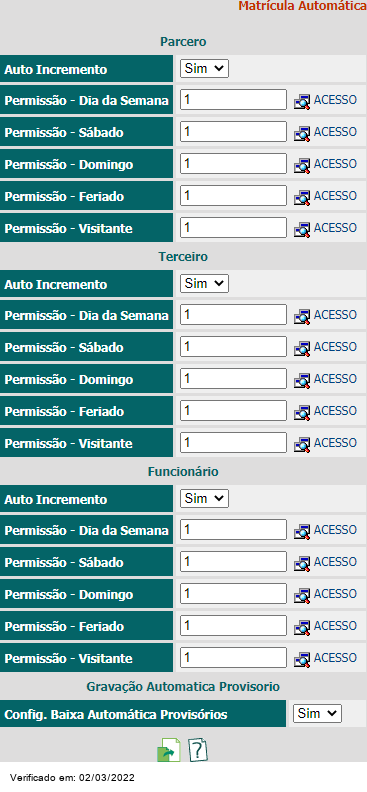 Matrícula Automática
Parcero
Auto Incremento Sim
Permissão - Dia da Semana 1 ACESSO
Permissão - Sábado 1 ACESSO
Permissão - Domingo 1 ACESSO
Permissão - Feriado 1 ACESSO
Permissão - Visitante 1 ACESSO
Terceiro
Auto Incremento Sim
Permissão - Dia da Semana 1 ACESSO
Permissão - Sábado 1 ACESSO
Permissão - Domingo 1 ACESSO
Permissão - Feriado 1 ACESSO
Permissão - Visitante 1 ACESSO
Funcionário
Auto Incremento Sim
Permissão - Dia da Semana 1 ACESSO
Permissão - Sábado 1 ACESSO
Permissão - Domingo 1 ACESSO
Permissão - Feriado 1 ACESSO
Permissão - Visitante 1 ACESSO
Gravação Automatica Provisorio
Config. Baixa Automática Provisórios Sim
?
Verificado em: 02/03/2022